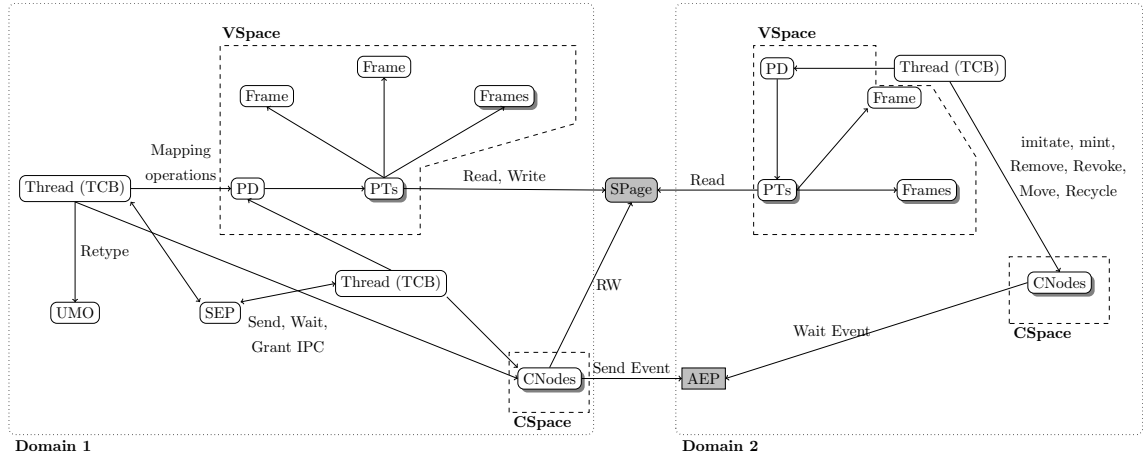 VSpace
Frame
Frame
Frames
Mapping
operations
Thread (TCB)
PD
PTs
Read, Write
Retype
Thread (TCB)
UMO
SEP
Send, Wait,
Grant IPC
CNodes
CSpace
Domain 1
SPage
RW
Send Event
Read
VSpace
PD
Thread (TCB)
Frame
PTs
Frames
imitate, mint,
Remove, Revoke,
Move, Recycle
CNodes
CSpace
Wait Event
AEP
Domain 2